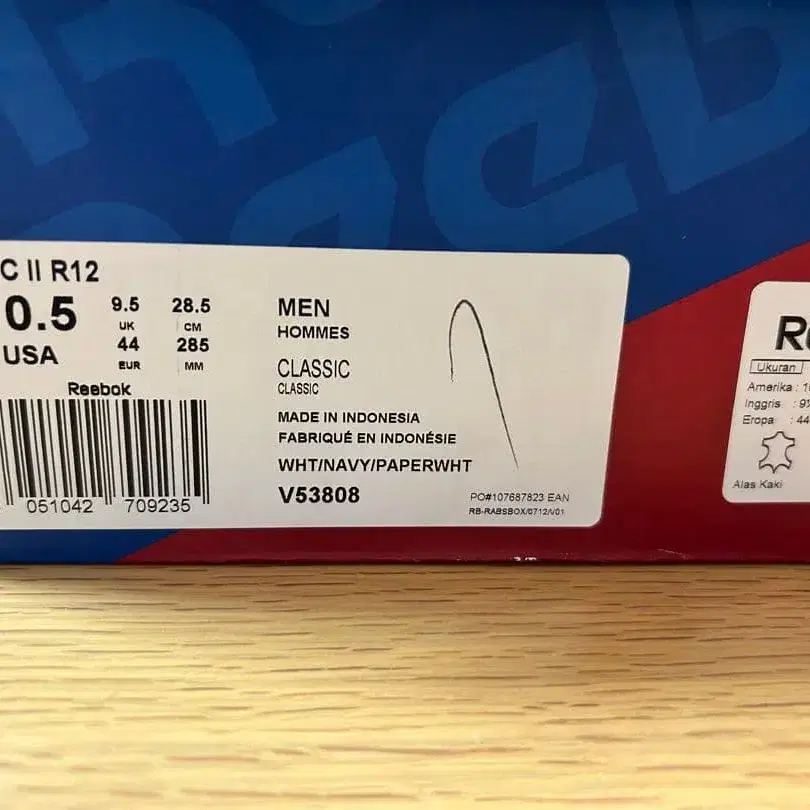 C II R12
0.5
USA
9.5
UK
44
EUR
28.5
CM
285
MM
Reebok
051042 709235
MEN
HOMMES
CLASSIC
CLASSIC
MADE IN INDONESIA
FABRIQUÉ EN INDONÉSIE
WHT/NAVY/PAPERWHT
V53808
PO#107687823 EAN
RB-RABSBOX/0712/V01
Ukuran
Amerika : 1
Inggris : 9
Eropa : 44
Alas Kaki